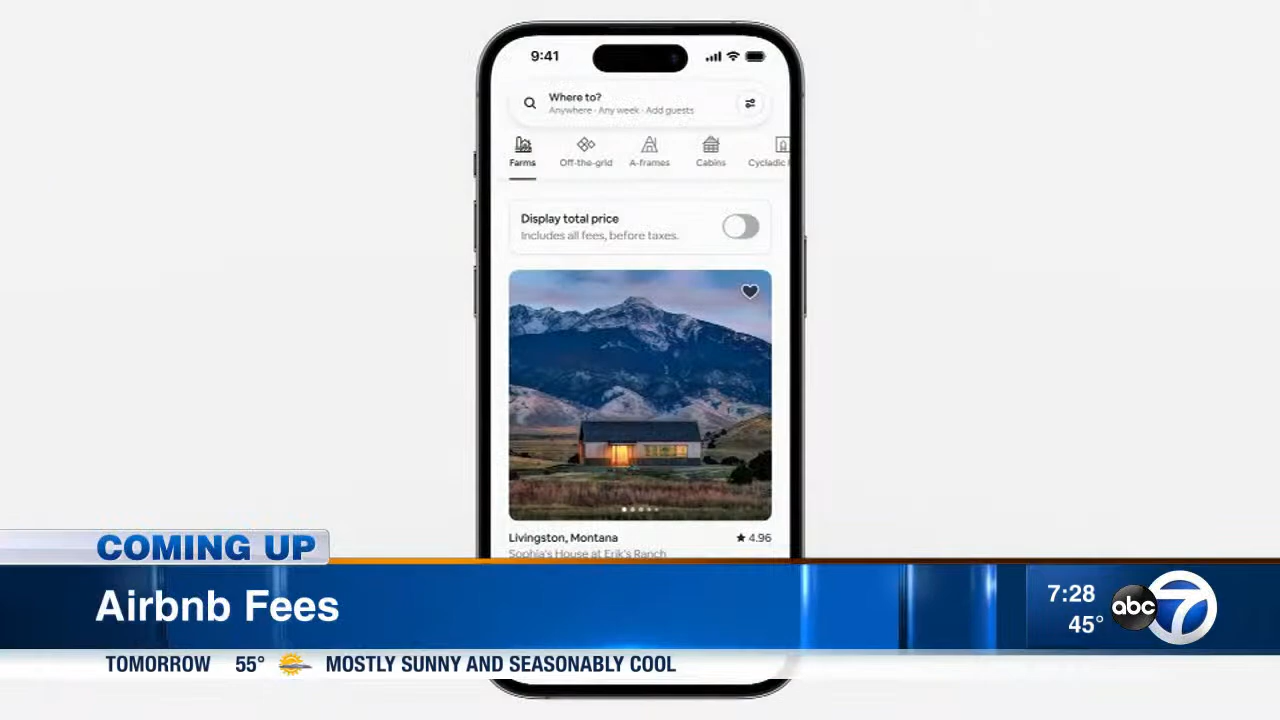 9:41
Where to?
Anywhere · Any week · Add guests
Farms
Off-the-grid
A-frames
Cabins
Cycladic
Display total price
Includes all fees, before taxes.
Livingston, Montana
★ 4.96
Sophia's House at Erik's Ranch
COMING UP
Airbnb Fees
7:28
45°
abc 7
TOMORROW 55° MOSTLY SUNNY AND SEASONABLY COOL